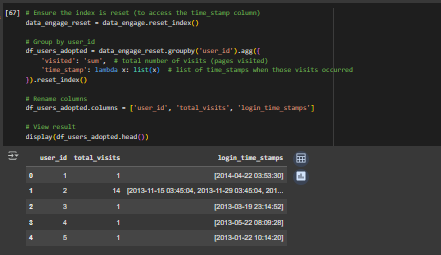 [67] # Ensure the index is reset (to access the time_stamp column)
data_engage_reset = data_engage.reset_index()
# Group by user_id
df_users_adopted = data_engage_reset.groupby('user_id').agg({
'visited': 'sum', # total number of visits (pages visited)
'time_stamp': lambda x: list(x) # list of time_stamps when those visits occurred
}).reset_index()
# Rename columns
df_users_adopted.columns = ['user_id', 'total_visits', 'login_time_stamps']
# View result
display(df_users_adopted.head())
user_id total_visits login_time_stamps
0 1 1 [2014-04-22 03:53:30]
1 2 14 [2013-11-15 03:45:04, 2013-11-29 03:45:04, 201...
2 3 1 [2013-03-19 23:14:52]
3 4 1 [2013-05-22 08:09:28]
4 5 1 [2013-01-22 10:14:20]